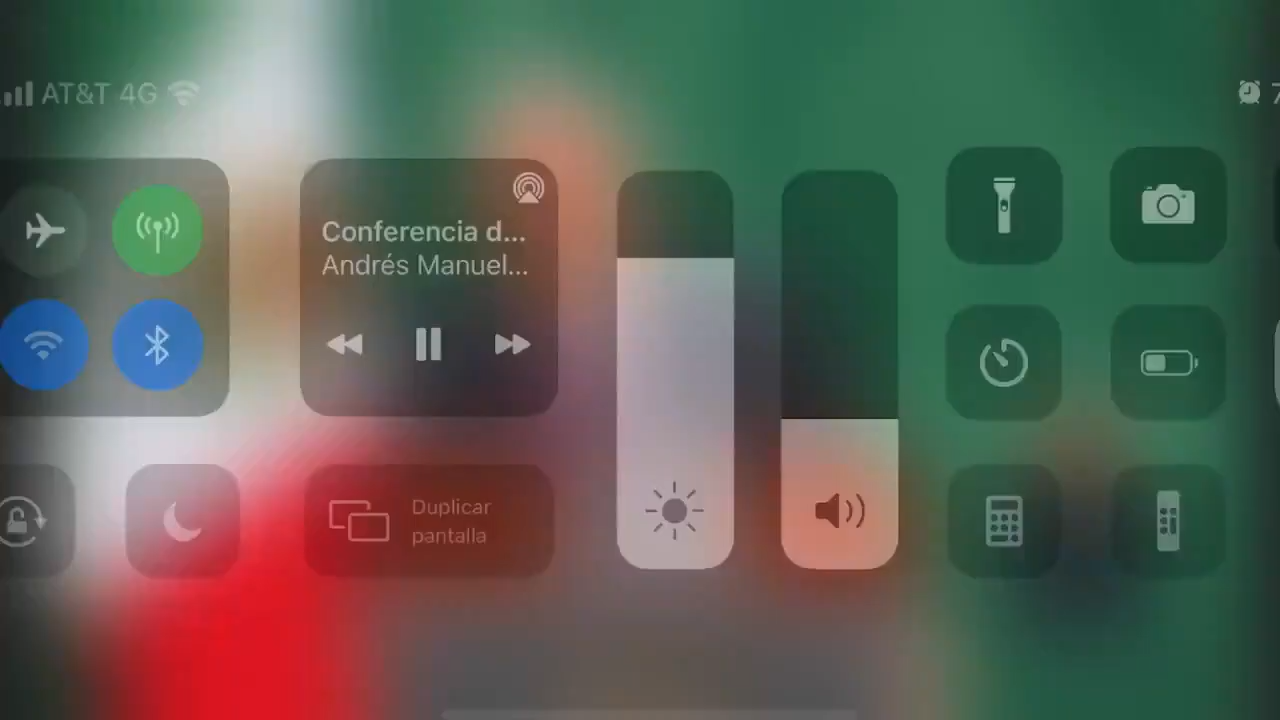 AT&T 4G
Conferencia d...
Andrés Manuel...
Duplicar
pantalla